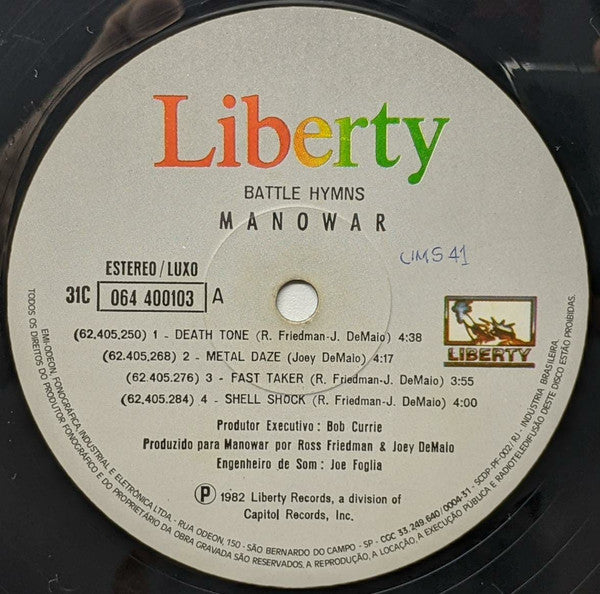 Liberty
BATTLE HYMNS
MANOWAR
ESTEREO/LUXO
31C 064 400103 A
LIBERTY
(62,405,250) 1 - DEATH TONE (R. Friedman-J. DeMaio) 4:38
(62,405,268) 2 - METAL DAZE (Joey DeMaio) 4:17
(62.405.276) 3 - FAST TAKER (R. Friedman-J. DeMaio) 3:55
(62,405,284) 4 - SHELL SHOCK (R. Friedman-J. DeMaio) 4:00
Produtor Executivo : Bob Currie
Produzido para Manowar por Ross Friedman & Joey DeMaio
Engenheiro de Som : Joe Foglia
P 1982 Liberty Records, a division of
Capitol Records, Inc.
EMI-ODEON, FONOGRÁFICA, INDUSTRIAL E ELETRÔNICA LTDA. - RUA ODEON, 150 - SÃO BERNARDO DO CAMPO - SP - CGC 33.249 640/0004-31 - SCDP-PF-002/RJ - INDÚSTRIA BRASILEIRA
TODOS OS DIREITOS DO PRODUTOR FONOGRÁFICO E DO PROPRIETÁRIO DA OBRA GRAVADA SÃO RESERVADOS. A REPRODUÇÃO, A LOCAÇÃO, A EXECUÇÃO PÚBLICA E RADIOTELEDIFUSÃO DESTE DISCO ESTÃO PROIBIDAS.